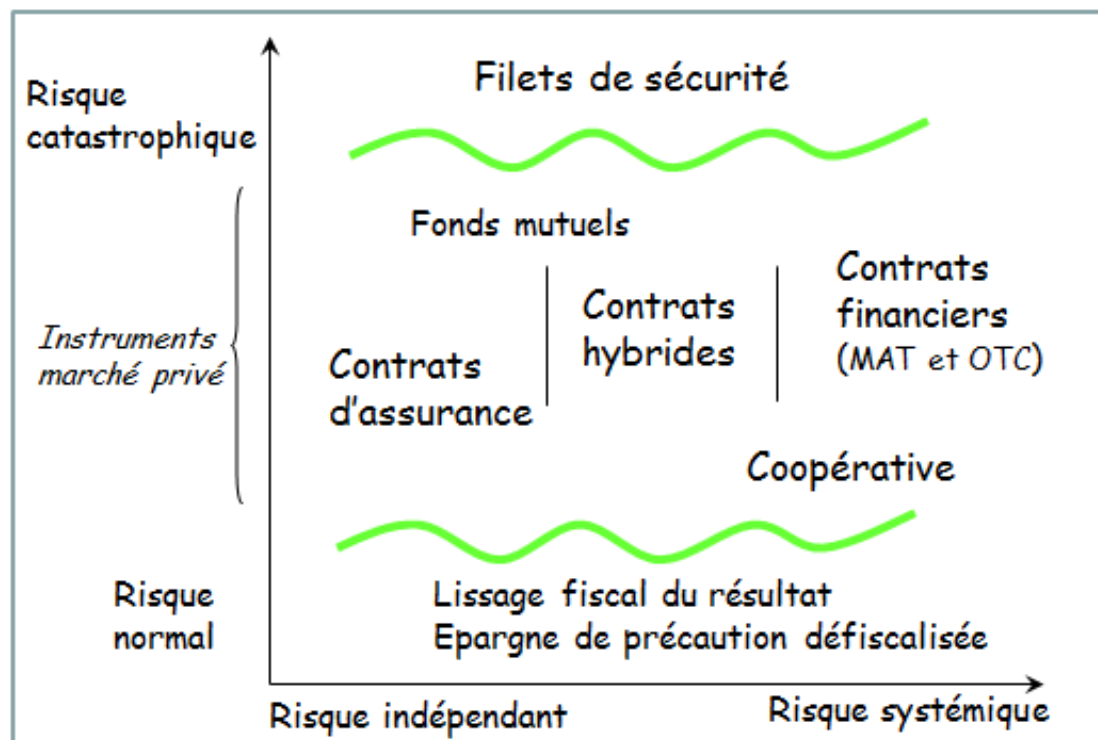 Filets de sécurité
Risque
catastrophique
Fonds mutuels
Instruments
marché privé
Contrats
d'assurance
Contrats
hybrides
Contrats
financiers
(MAT et OTC)
Coopérative
Risque
normal
Lissage fiscal du résultat
Epargne de précaution défiscalisée
Risque indépendant
Risque systémique